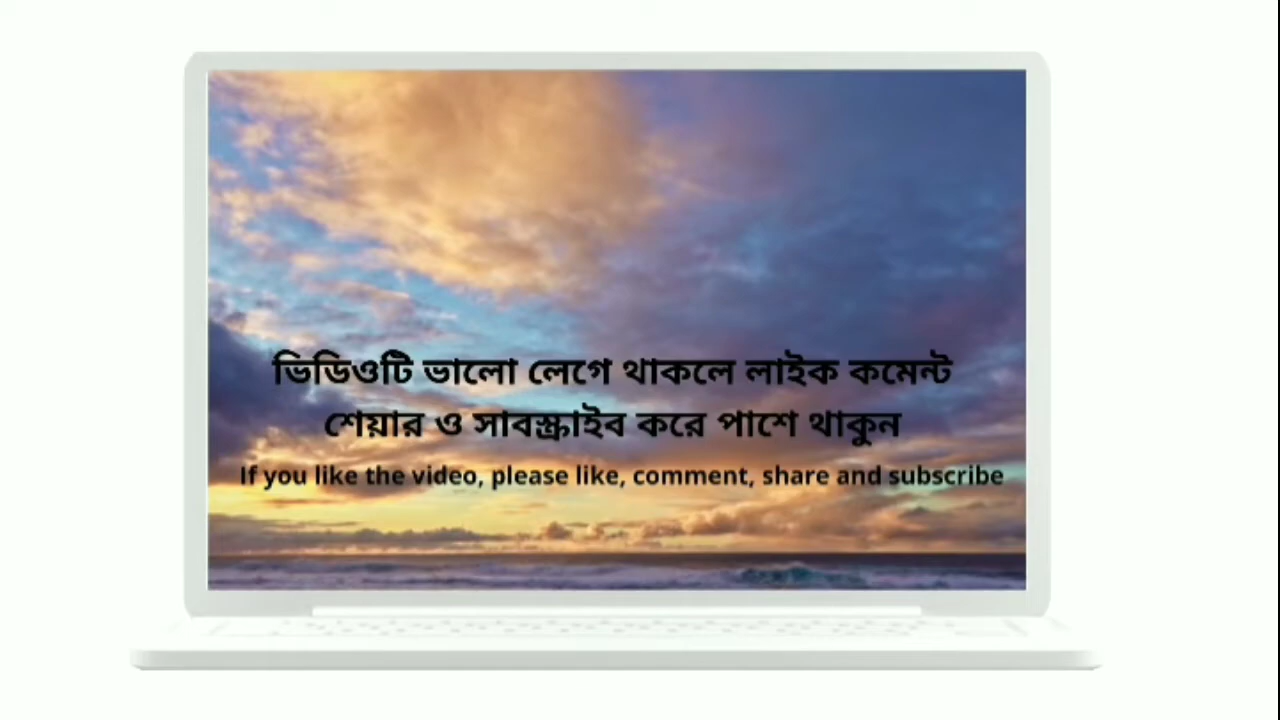 ভিডিওটি ভালো লেগে থাকলে লাইক কমেন্ট
শেয়ার ও সাবস্ক্রাইব করে পাশে থাকুন
If you like the video, please like, comment, share and subscribe